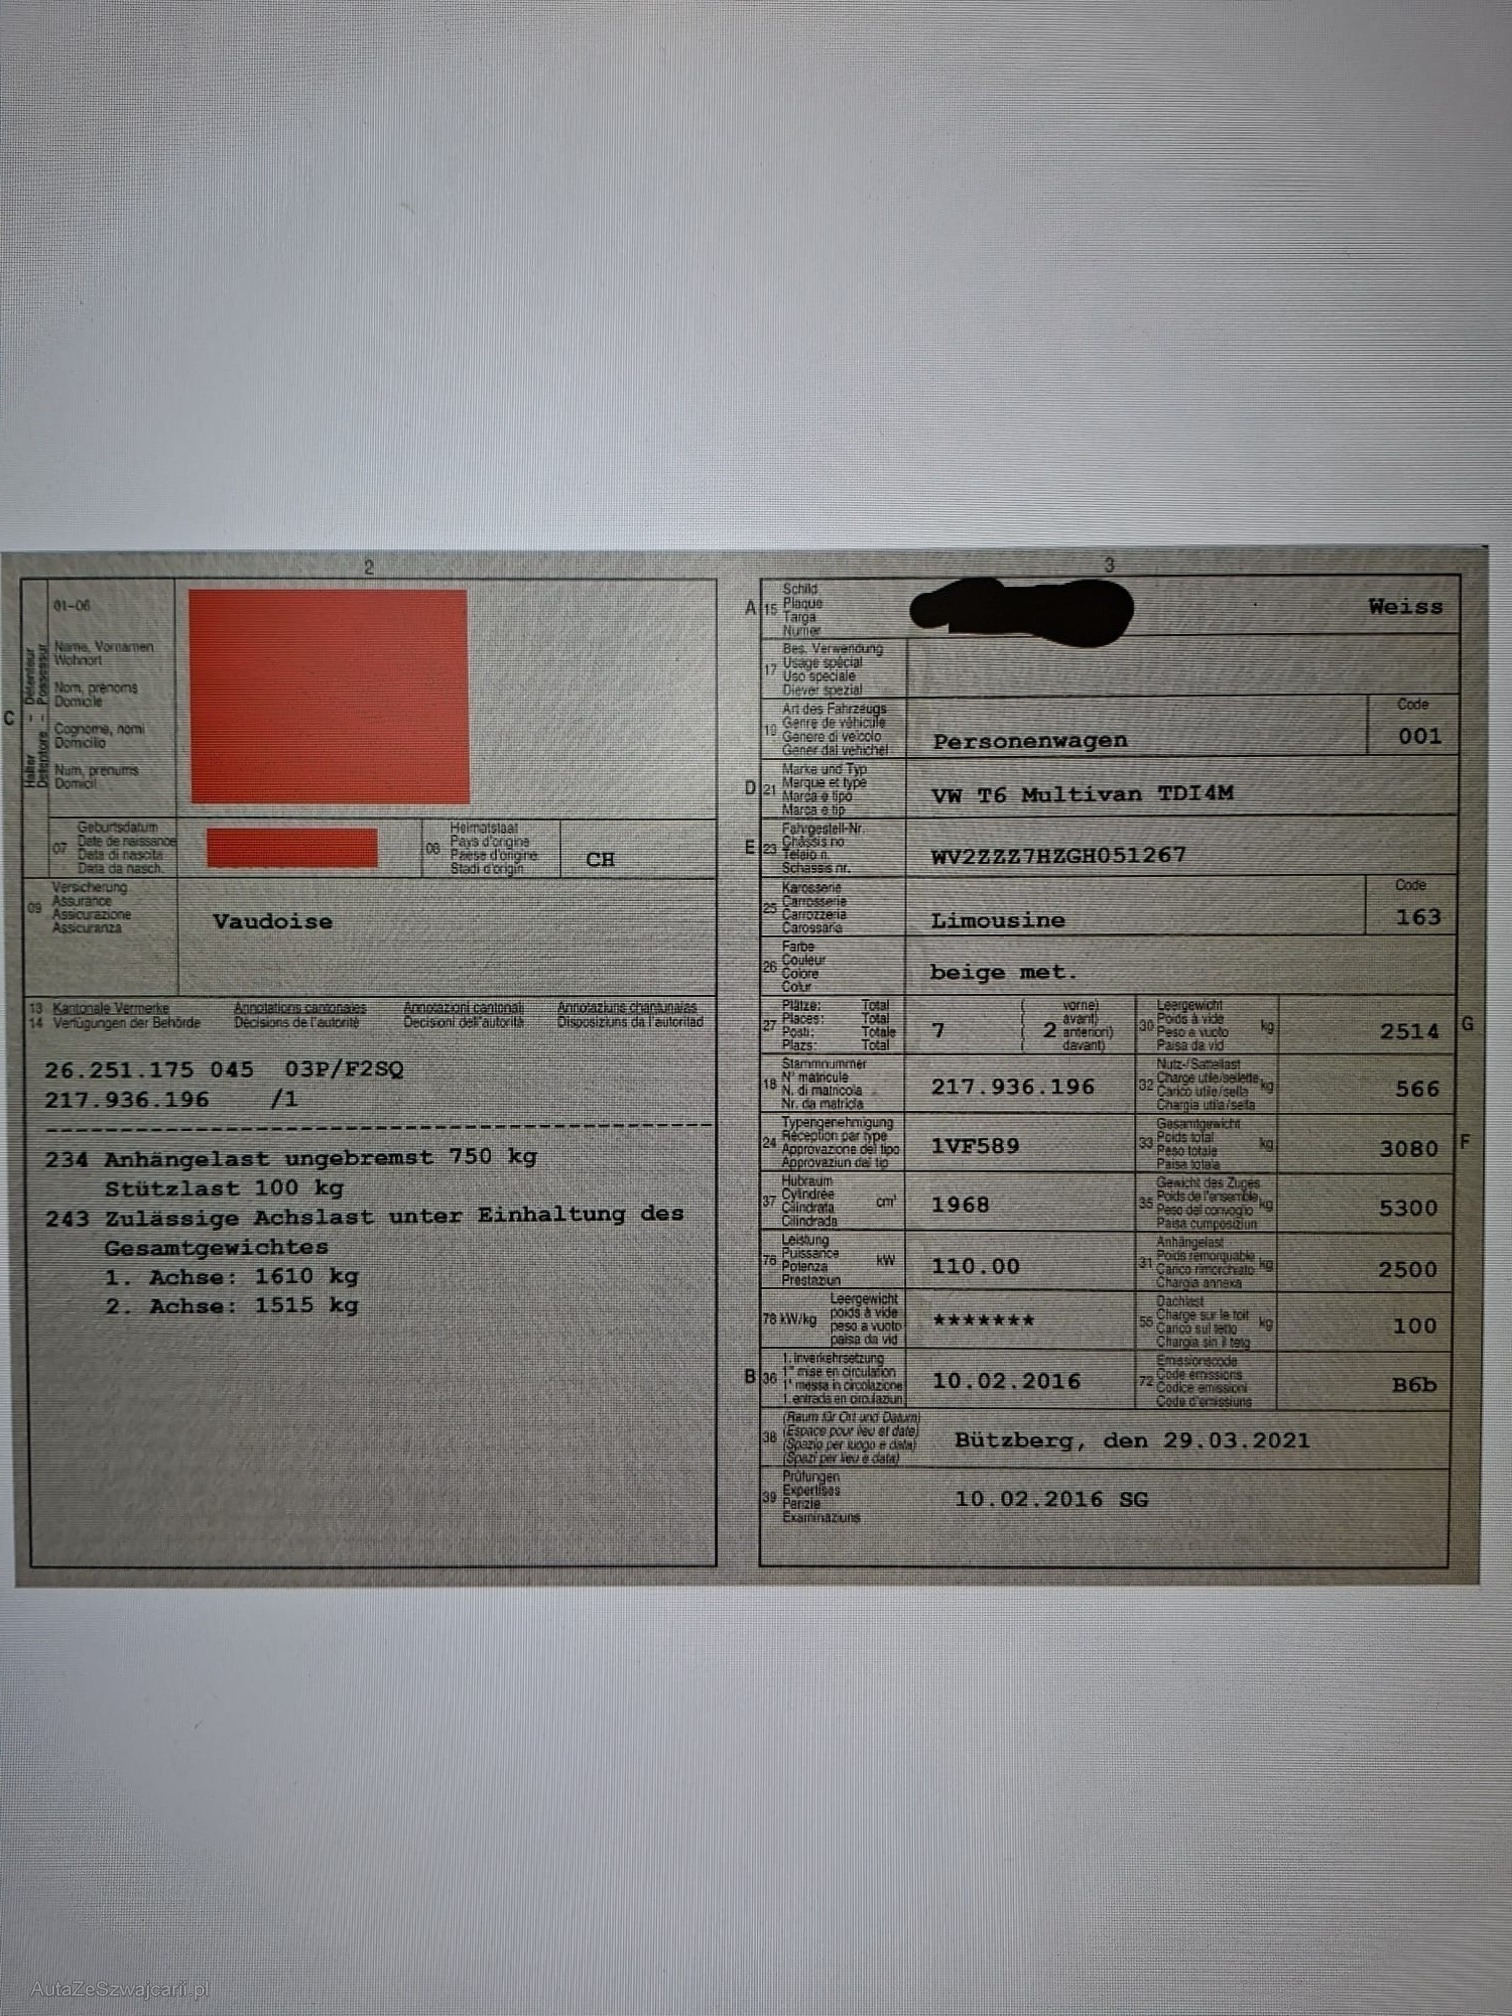 2
01-06
Name, Vornamen
Wohnort
Nom, prénoms
Domicile
Cognome, nomi
Domicilio
Num, prenums
Domicil
C
Halter – Détenteur
Detentore – Possessur
07 Geburtsdatum
Date de naissance
Data di nascita
Data da nasch.
08 Heimatstaat
Pays d'origine
Paese d'origine
Stadi d'origin
CH
09 Versicherung
Assurance
Assicurazione
Assicuranza
Vaudoise
13 Kantonale Vermerke Annotations cantonales Annotazioni cantonali Annotaziuns chantunalas
14 Verfügungen der Behörde Décisions de l'autorité Decisioni dell'autorità Disposiziuns da l'autoritad
26.251.175 045 03P/F2SQ
217.936.196 /1
234 Anhängelast ungebremst 750 kg
Stützlast 100 kg
243 Zulässige Achslast unter Einhaltung des
Gesamtgewichtes
1. Achse: 1610 kg
2. Achse: 1515 kg
3
A 15 Schild
Plaque
Targa
Numer
Weiss
17 Bes. Verwendung
Usage spécial
Uso speciale
Diever spezial
19 Art des Fahrzeugs
Genre de véhicule
Genere di veicolo
Gener dal vehichel
Personenwagen
Code
001
D 21 Marke und Typ
Marque et type
Marca e tipo
Marca e tip
VW T6 Multivan TDI4M
E 23 Fahrgestell-Nr.
Châssis no
Telaio n.
Schassis nr.
WV2ZZZ7HZGH051267
25 Karosserie
Carrosserie
Carrozzeria
Carossaria
Limousine
Code
163
26 Farbe
Couleur
Colore
Colur
beige met.
27 Plätze: Total
Places: Total
Posti: Totale
Plazs: Total
7
( vorne)
( 2 avant)
( anteriori)
( davant)
30 Leergewicht
Poids à vide
Peso a vuoto
Paisa da vid
kg
2514
G
18 Stammnummer
N° matricule
N. di matricola
Nr. da matricla
217.936.196
32 Nutz-/Sattellast
Charge utile/sellette
Carico utile/sella
Chargia utila/sella
kg
566
24 Typengenehmigung
Réception par type
Approvazione del tipo
Approvaziun dal tip
1VF589
33 Gesamtgewicht
Poids total
Peso totale
Paisa totala
kg
3080
F
37 Hubraum
Cylindrée
Cilindrata
Cilindrada
cm³
1968
35 Gewicht des Zuges
Poids de l'ensemble
Peso del convoglio
Paisa cumposiziun
kg
5300
76 Leistung
Puissance
Potenza
Prestaziun
kW
110.00
31 Anhängelast
Poids remorquable
Carico rimorchiato
Chargia annexa
kg
2500
78 kW/kg Leergewicht
poids à vide
peso a vuoto
paisa da vid
*******
55 Dachlast
Charge sur le toit
Carico sul tetto
Chargia sin il tetg
kg
100
B 36 1. Inverkehrsetzung
1re mise en circulation
1a messa in circolazione
1. entrada en circulaziun
10.02.2016
72 Emissionscode
Code émissions
Codice emissioni
Code d'emissiuns
B6b
38 (Raum für Ort und Datum)
(Espace pour lieu et date)
(Spazio per luogo e data)
(Spazi per lieu e data)
Bützberg, den 29.03.2021
39 Prüfungen
Expertises
Perizie
Examinaziuns
10.02.2016 SG
AutaZeSzwajcarii.pl